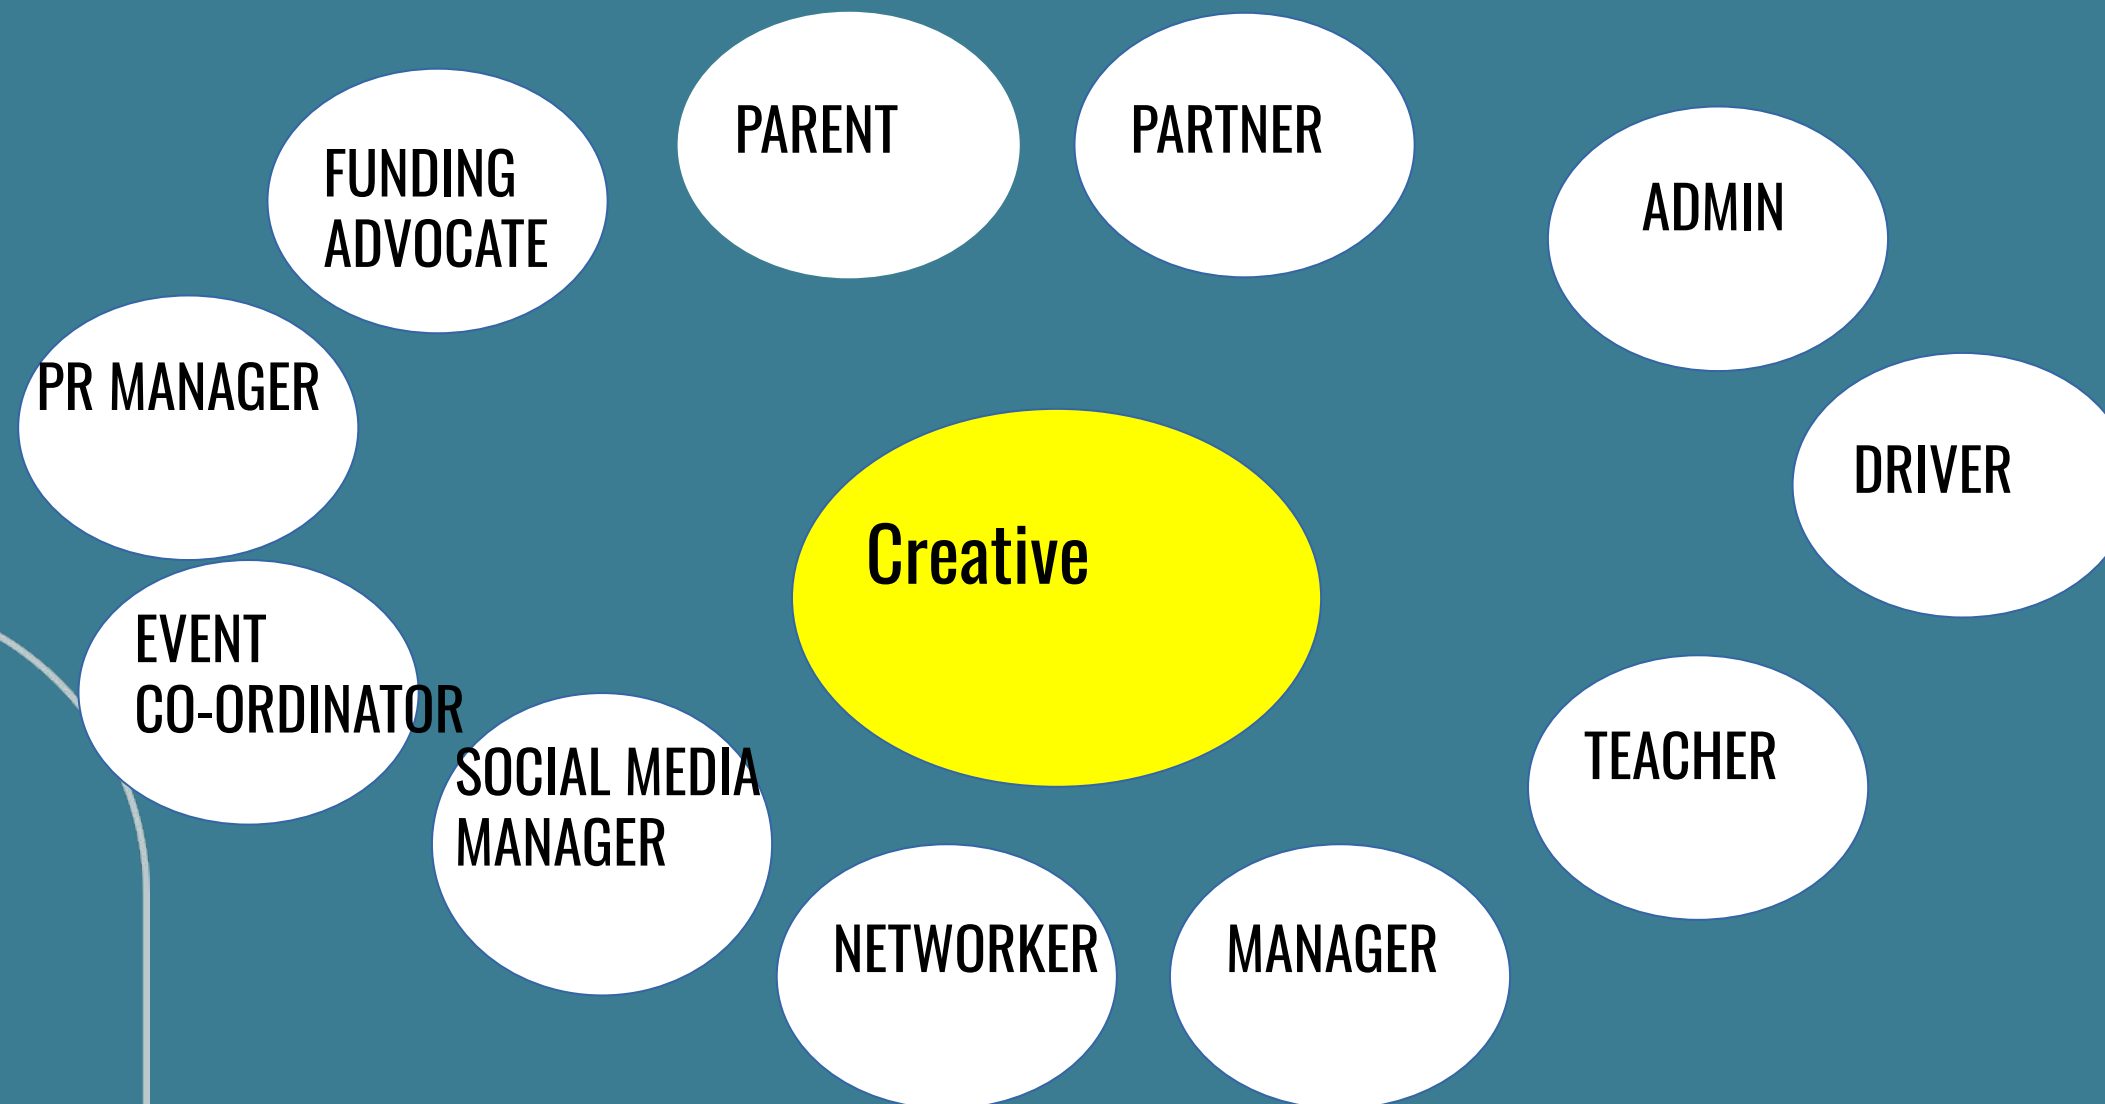 PARENT
PARTNER
FUNDING
ADVOCATE
ADMIN
PR MANAGER
DRIVER
Creative
EVENT
CO-ORDINATOR
SOCIAL MEDIA
MANAGER
TEACHER
NETWORKER
MANAGER